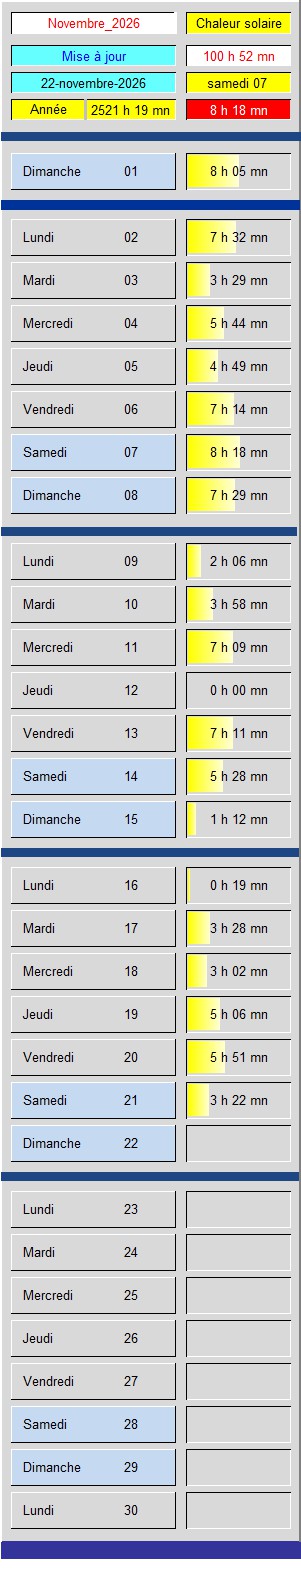 Novembre_2026 Chaleur solaire
Mise à jour 100 h 52 mn
22-novembre-2026 samedi 07
Année 2521 h 19 mn 8 h 18 mn
Dimanche 01 8 h 05 mn
Lundi 02 7 h 32 mn
Mardi 03 3 h 29 mn
Mercredi 04 5 h 44 mn
Jeudi 05 4 h 49 mn
Vendredi 06 7 h 14 mn
Samedi 07 8 h 18 mn
Dimanche 08 7 h 29 mn
Lundi 09 2 h 06 mn
Mardi 10 3 h 58 mn
Mercredi 11 7 h 09 mn
Jeudi 12 0 h 00 mn
Vendredi 13 7 h 11 mn
Samedi 14 5 h 28 mn
Dimanche 15 1 h 12 mn
Lundi 16 0 h 19 mn
Mardi 17 3 h 28 mn
Mercredi 18 3 h 02 mn
Jeudi 19 5 h 06 mn
Vendredi 20 5 h 51 mn
Samedi 21 3 h 22 mn
Dimanche 22
Lundi 23
Mardi 24
Mercredi 25
Jeudi 26
Vendredi 27
Samedi 28
Dimanche 29
Lundi 30